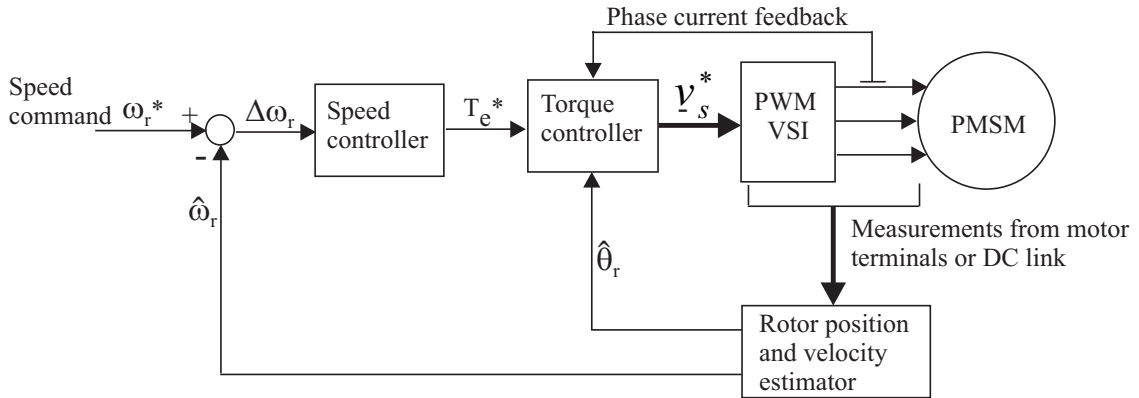 Phase current feedback
Speed
command
ω_r*
+
-
Δω_r
Speed
controller
T_e*
Torque
controller
v_s*
PWM
VSI
PMSM
ω̂_r
θ̂_r
Measurements from motor
terminals or DC link
Rotor position
and velocity
estimator